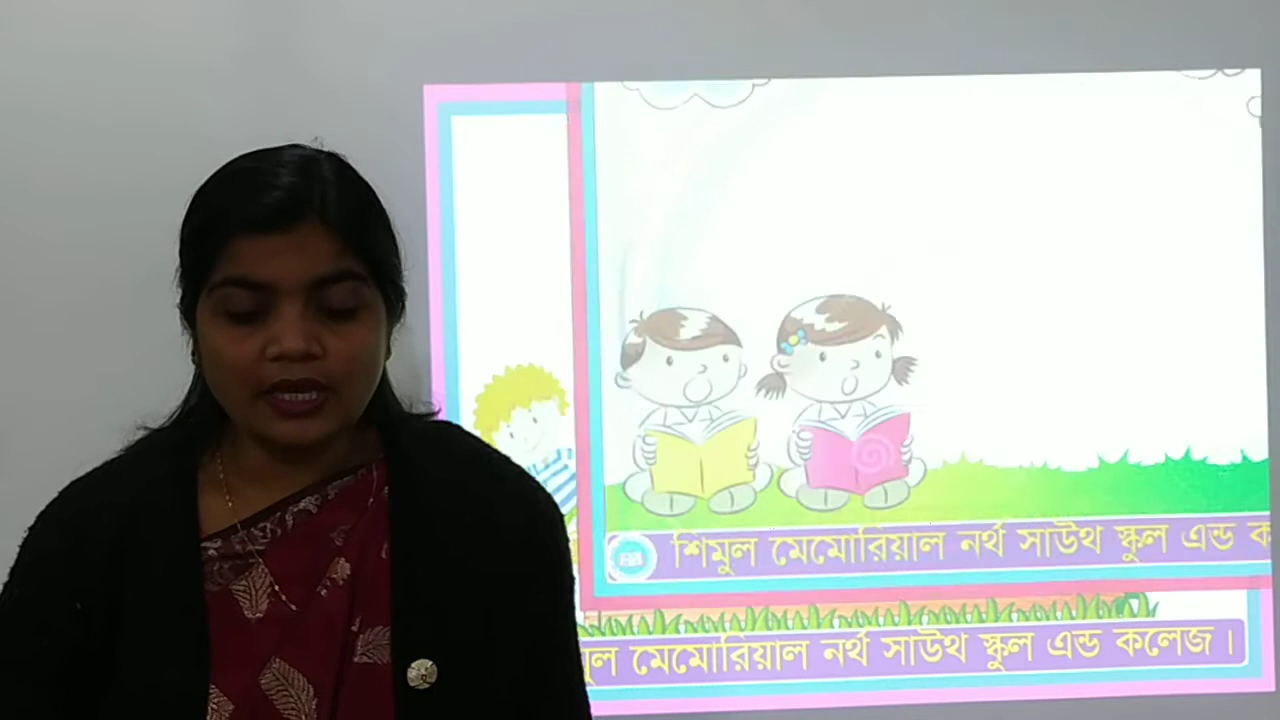 শিমুল মেমোরিয়াল নর্থ সাউথ স্কুল এন্ড
মেমোরিয়াল নর্থ সাউথ স্কুল এন্ড কলেজ।